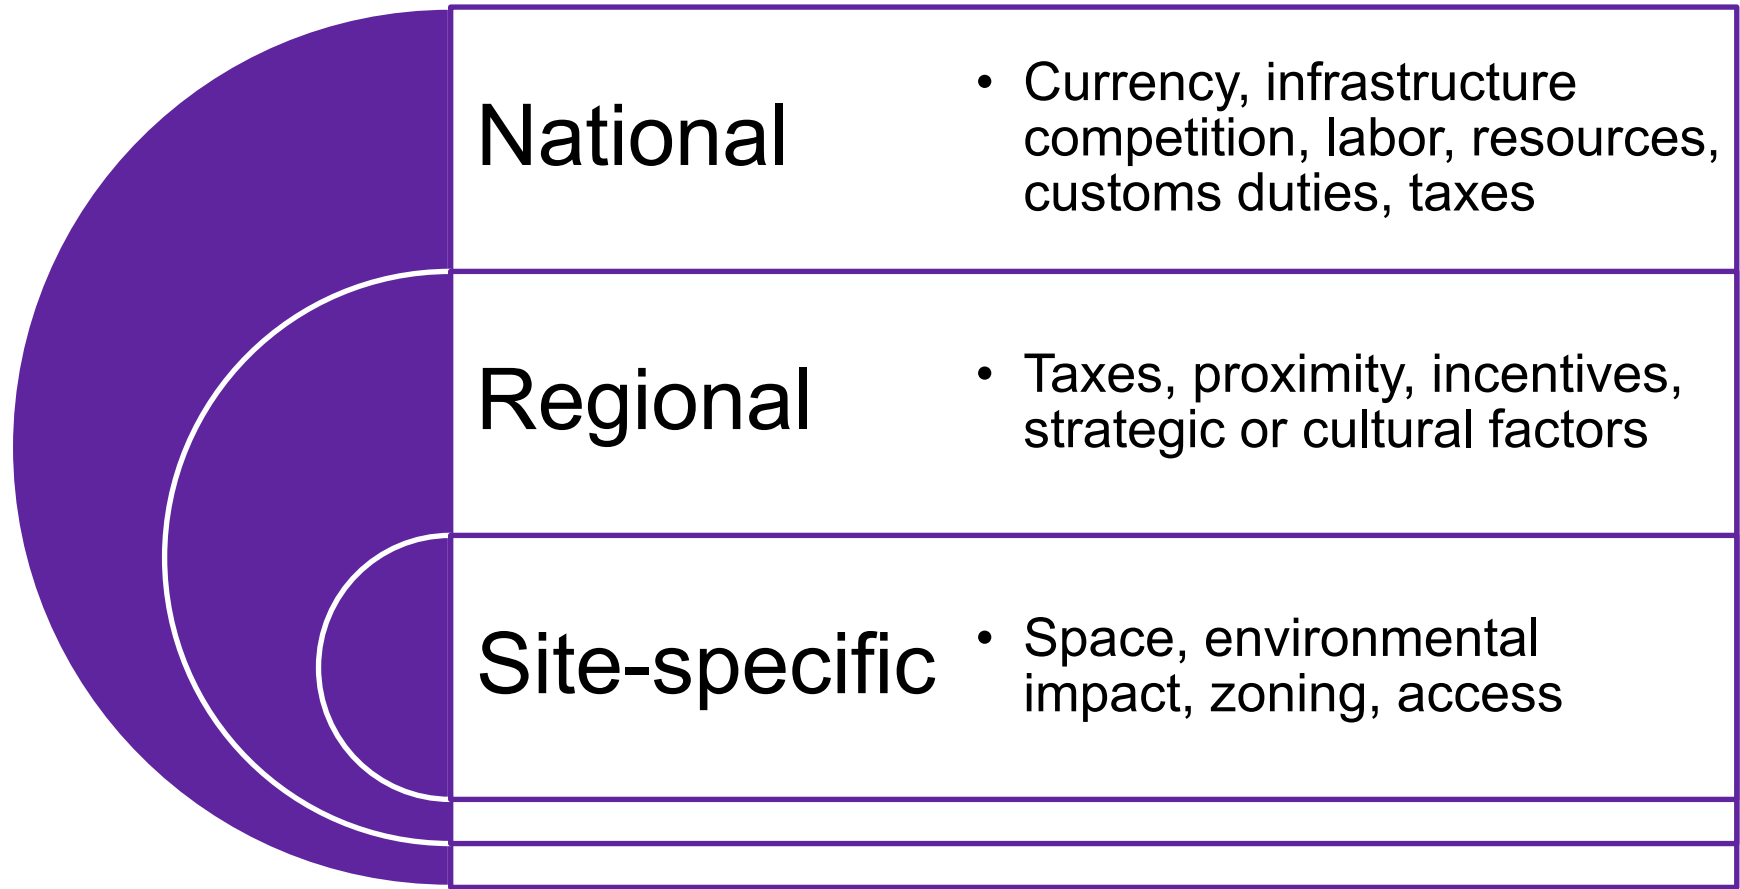 National
• Currency, infrastructure
competition, labor, resources,
customs duties, taxes
Regional
• Taxes, proximity, incentives,
strategic or cultural factors
Site-specific
• Space, environmental
impact, zoning, access